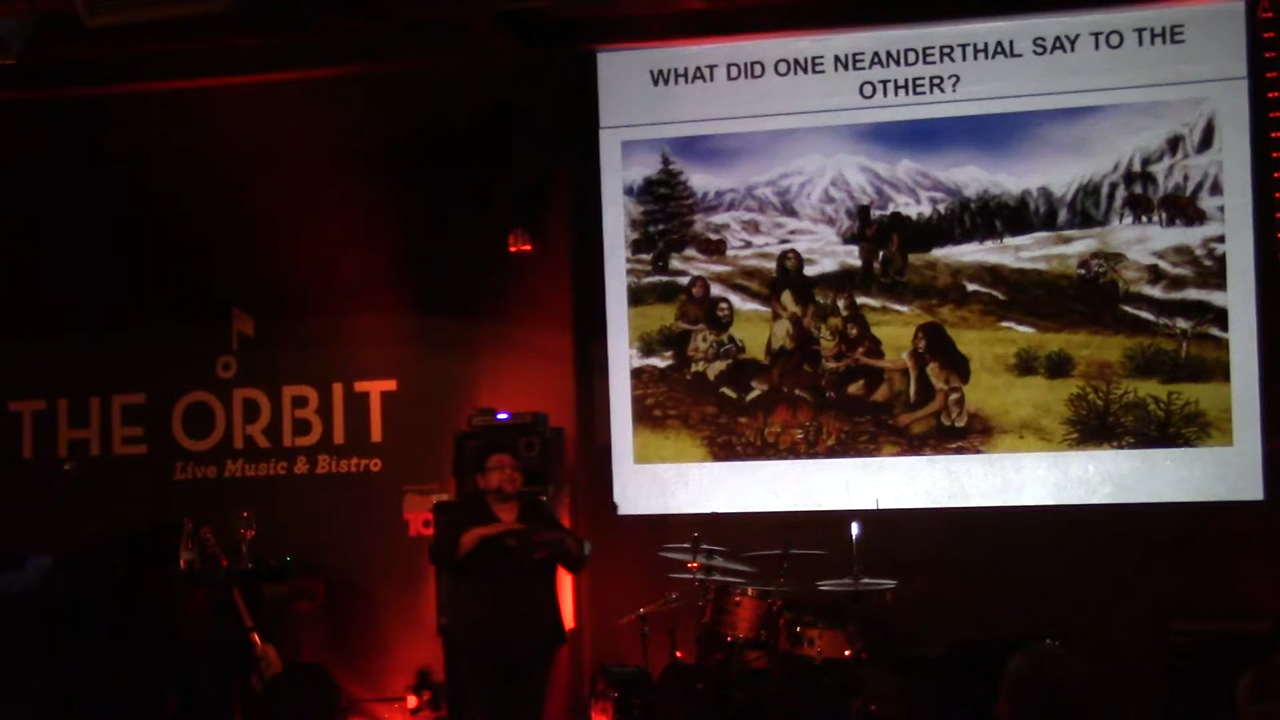 WHAT DID ONE NEANDERTHAL SAY TO THE
OTHER?
THE ORBIT
Live Music & Bistro